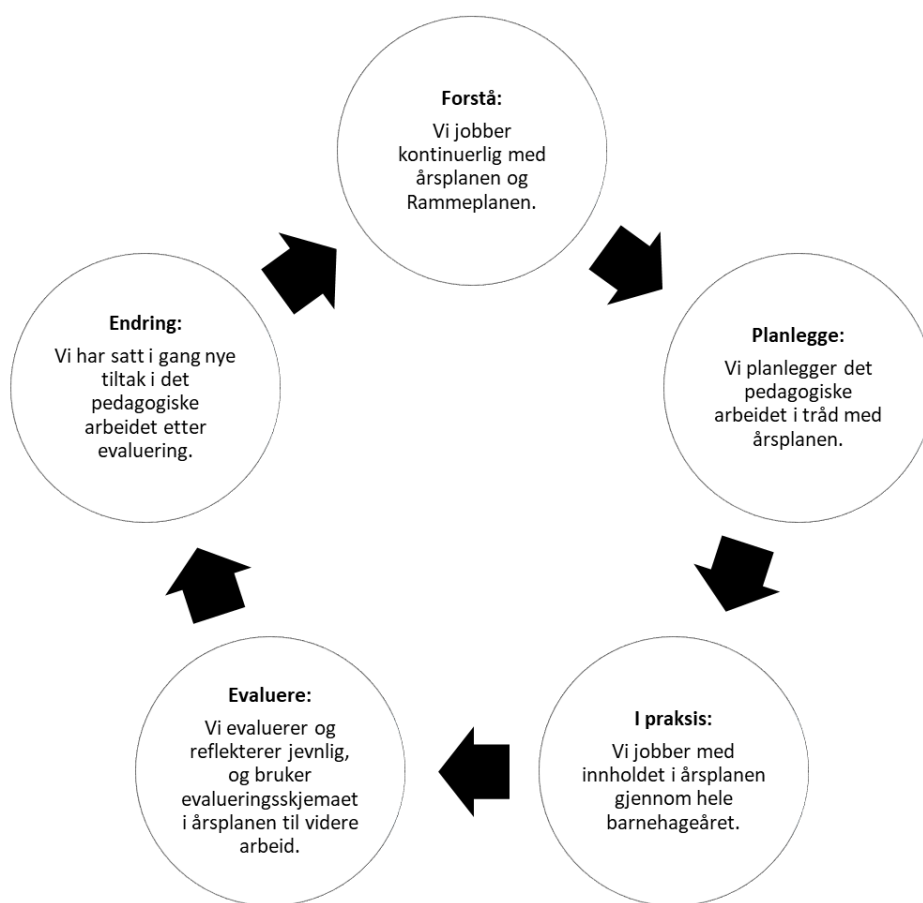 Forstå:
Vi jobber
kontinuerlig med
årsplanen og
Rammeplanen.
Planlegge:
Vi planlegger det
pedagogiske
arbeidet i tråd med
årsplanen.
I praksis:
Vi jobber med
innholdet i årsplanen
gjennom hele
barnehageåret.
Evaluere:
Vi evaluerer og
reflekterer jevnlig,
og bruker
evalueringsskjemaet
i årsplanen til videre
arbeid.
Endring:
Vi har satt i gang nye
tiltak i det
pedagogiske
arbeidet etter
evaluering.